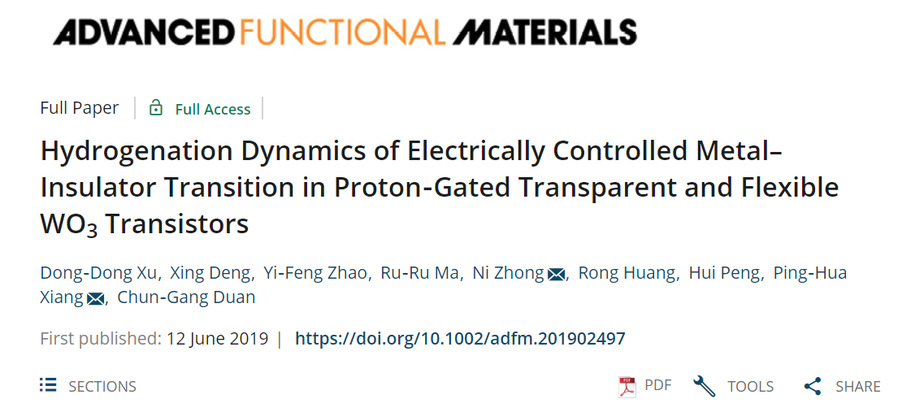 ADVANCED FUNCTIONAL MATERIALS
Full Paper | Full Access |
Hydrogenation Dynamics of Electrically Controlled Metal–
Insulator Transition in Proton-Gated Transparent and Flexible
WO3 Transistors
Dong-Dong Xu, Xing Deng, Yi-Feng Zhao, Ru-Ru Ma, Ni Zhong, Rong Huang, Hui Peng, Ping-Hua
Xiang, Chun-Gang Duan
First published: 12 June 2019 | https://doi.org/10.1002/adfm.201902497
SECTIONS PDF TOOLS SHARE